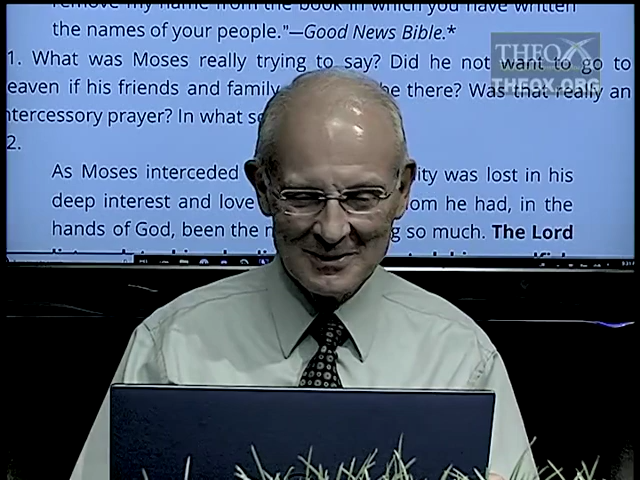 remove my name from the book in which you have written
the names of your people."—Good News Bible.*
THEOX
THEOX.ORG
1. What was Moses really trying to say? Did he not want to go to
eaven if his friends and family be there? Was that really an
ntercessory prayer? In what
2.
As Moses interceded was lost in his
deep interest and love he had, in the
hands of God, been the so much. The Lord